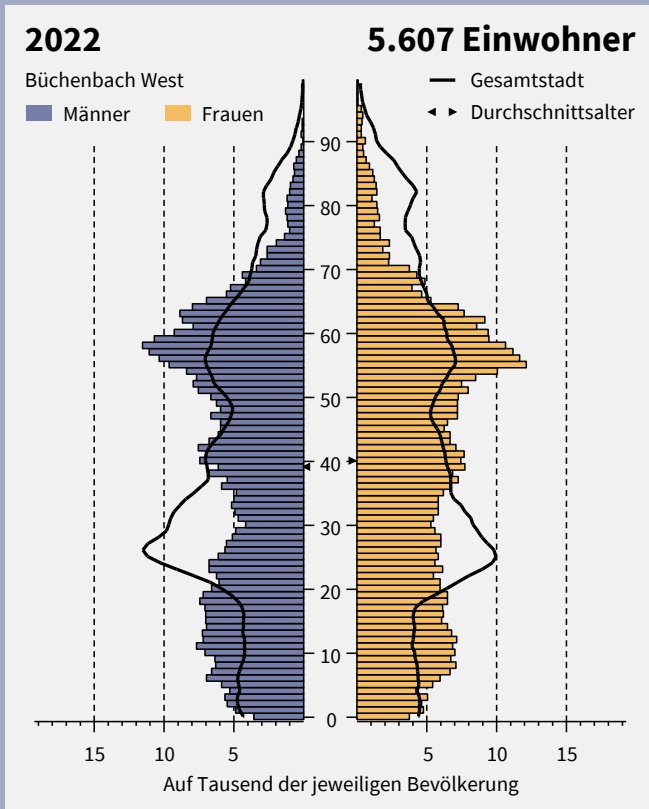 2022
5.607 Einwohner
Büchenbach West
Gesamtstadt
Männer
Frauen
Durchschnittsalter
90
80
70
60
50
40
30
20
10
0
15 10 5 5 10 15
Auf Tausend der jeweiligen Bevölkerung